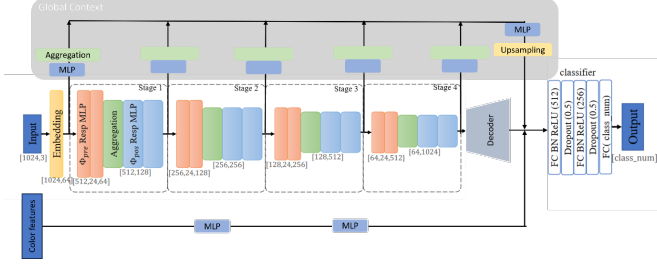 Global Context
MLP
Aggregation
MLP
Upsampling
Stage 1
Stage 2
Stage 3
Stage 4
classifier
Input
[1024,3]
Embedding
[1024,64]
Φpre Resp MLP
Aggregation
Φpos Resp MLP
[512,24,64]
[512,128]
[256,24,128]
[256,256]
[128,24,256]
[128,512]
[64,24,512]
[64,1024]
Decoder
FC BN ReLU (512)
Dropout (0.5)
FC BN ReLU (256)
Dropout (0.5)
FC( class_num)
Output
[class_num]
Color features
MLP
MLP